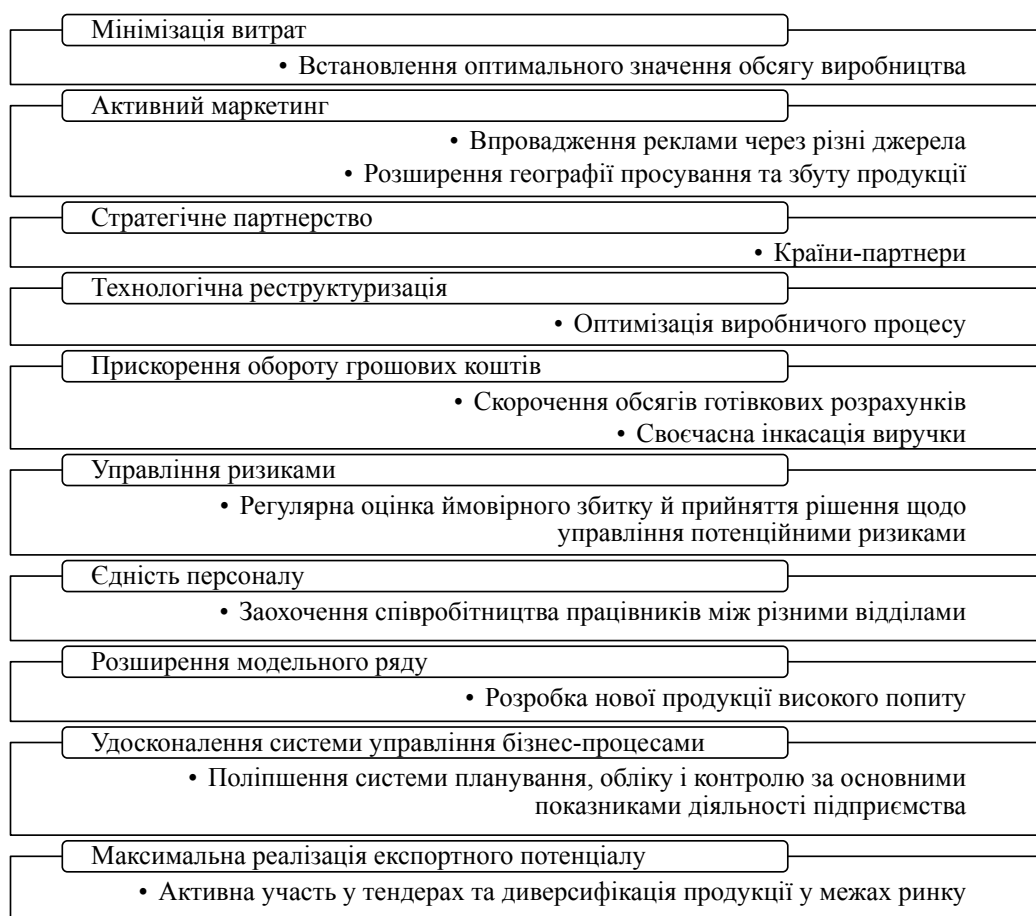 Мінімізація витрат
• Встановлення оптимального значення обсягу виробництва
Активний маркетинг
• Впровадження реклами через різні джерела
• Розширення географії просування та збуту продукції
Стратегічне партнерство
• Країни-партнери
Технологічна реструктуризація
• Оптимізація виробничого процесу
Прискорення обороту грошових коштів
• Скорочення обсягів готівкових розрахунків
• Своєчасна інкасація виручки
Управління ризиками
• Регулярна оцінка ймовірного збитку й прийняття рішення щодо
управління потенційними ризиками
Єдність персоналу
• Заохочення співробітництва працівників між різними відділами
Розширення модельного ряду
• Розробка нової продукції високого попиту
Удосконалення системи управління бізнес-процесами
• Поліпшення системи планування, обліку і контролю за основними
показниками діяльності підприємства
Максимальна реалізація експортного потенціалу
• Активна участь у тендерах та диверсифікація продукції у межах ринку